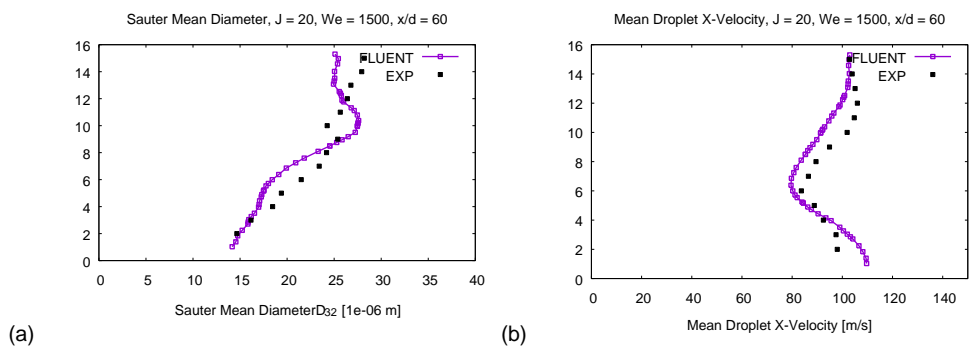 Sauter Mean Diameter, J = 20, We = 1500, x/d = 60
16
14
12
10
8
6
4
2
0
0 5 10 15 20 25 30 35 40
FLUENT
EXP
Sauter Mean DiameterD32 [1e-06 m]
(a)
Mean Droplet X-Velocity, J = 20, We = 1500, x/d = 60
16
14
12
10
8
6
4
2
0
0 20 40 60 80 100 120 140
FLUENT
EXP
Mean Droplet X-Velocity [m/s]
(b)